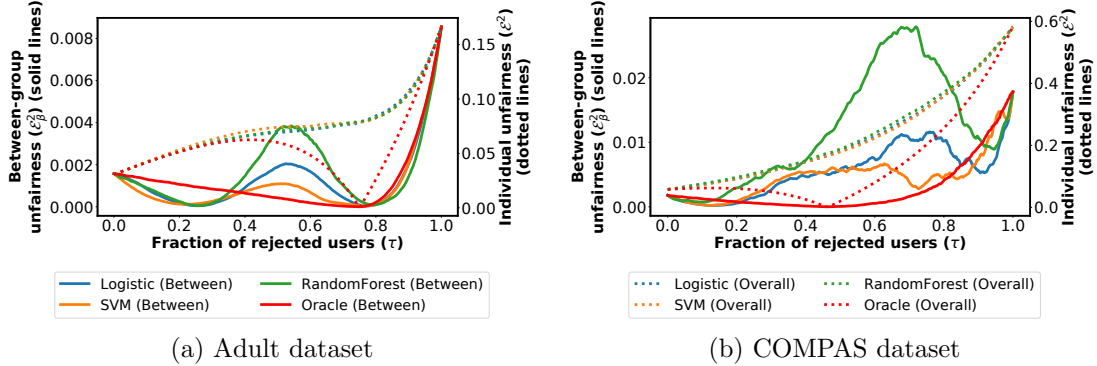 Between-group
unfairness (ℰ²ᵦ) (solid lines)
0.008
0.006
0.004
0.002
0.000
0.0 0.2 0.4 0.6 0.8 1.0
Fraction of rejected users (τ)
0.15
0.10
0.05
0.00
Individual unfairness (ℰ²)
(dotted lines)
Between-group
unfairness (ℰ²ᵦ) (solid lines)
0.02
0.01
0.00
0.0 0.2 0.4 0.6 0.8 1.0
Fraction of rejected users (τ)
0.6
0.4
0.2
0.0
Individual unfairness (ℰ²)
(dotted lines)
Logistic (Between) RandomForest (Between)
SVM (Between) Oracle (Between)
Logistic (Overall) RandomForest (Overall)
SVM (Overall) Oracle (Overall)
(a) Adult dataset
(b) COMPAS dataset